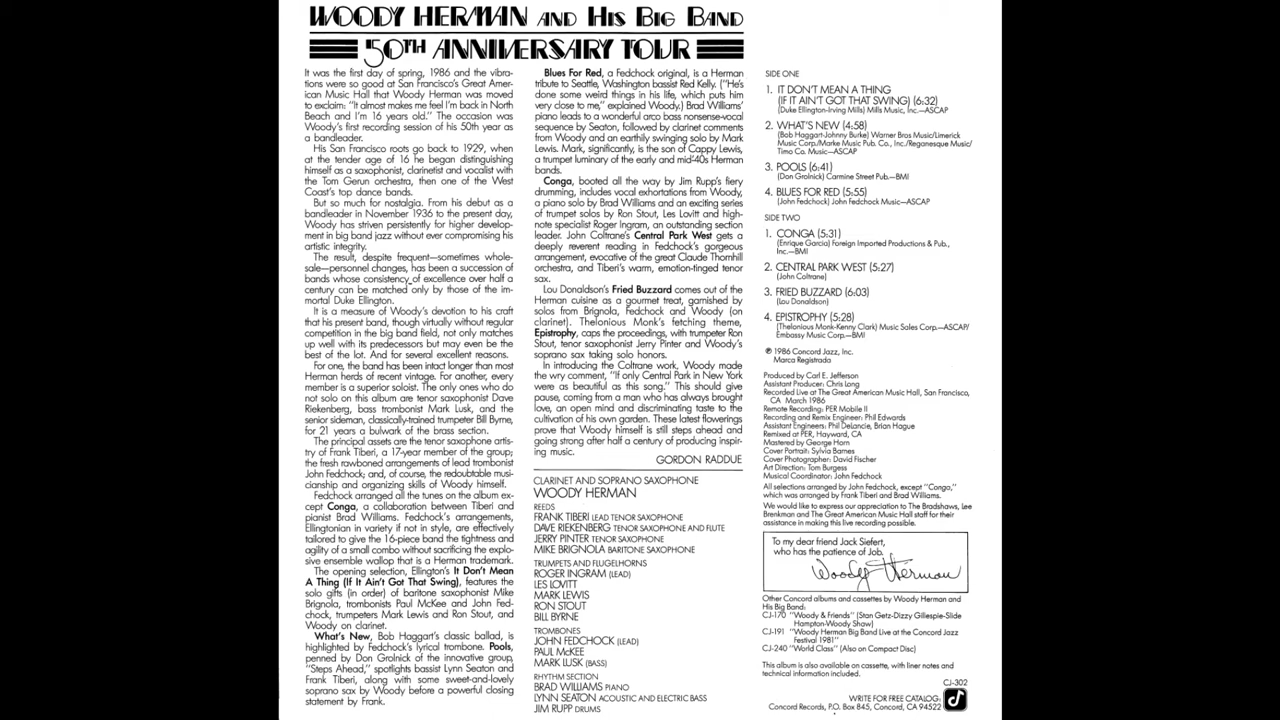 WOODY HERMAN AND HIS BIG BAND
50TH ANNIVERSARY TOUR
It was the first day of spring, 1986 and the vibra-
tions were so good at San Francisco's Great Amer-
ican Music Hall that Woody Herman was moved
to exclaim: "It almost makes me feel I'm back in North
Beach and I'm 16 years old." The occasion was
Woody's first recording session of his 50th year as
a bandleader.
His San Francisco roots go back to 1929, when
at the tender age of 16 he began distinguishing
himself as a saxophonist, clarinetist and vocalist with
the Tom Gerun orchestra, then one of the West
Coast's top dance bands.
But so much for nostalgia. From his debut as a
bandleader in November 1936 to the present day,
Woody has striven persistently for higher develop-
ment in big band jazz without ever compromising his
artistic integrity.
The result, despite frequent—sometimes whole-
sale—personnel changes, has been a succession of
bands whose consistency of excellence over half a
century can be matched only by those of the im-
mortal Duke Ellington.
It is a measure of Woody's devotion to his craft
that his present band, though virtually without regular
competition in the big band field, not only matches
up well with its predecessors but may even be the
best of the lot. And for several excellent reasons.
For one, the band has been intact longer than most
Herman herds of recent vintage. For another, every
member is a superior soloist. The only ones who do
not solo on this album are tenor saxophonist Dave
Riekenberg, bass trombonist Mark Lusk, and the
senior sideman, classically-trained trumpeter Bill Byrne,
for 21 years a bulwark of the brass section.
The principal assets are the tenor saxophone artis-
try of Frank Tiberi, a 17-year member of the group;
the fresh rawboned arrangements of lead trombonist
John Fedchock; and, of course, the redoubtable musi-
cianship and organizing skills of Woody himself.
Fedchock arranged all the tunes on the album ex-
cept Conga, a collaboration between Tiberi and
pianist Brad Williams. Fedchock's arrangements,
Ellingtonian in variety if not in style, are effectively
tailored to give the 16-piece band the tightness and
agility of a small combo without sacrificing the explo-
sive ensemble wallop that is a Herman trademark.
The opening selection, Ellington's It Don't Mean
A Thing (If It Ain't Got That Swing), features the
solo gifts (in order) of baritone saxophonist Mike
Brignola, trombonists Paul McKee and John Fed-
chock, trumpeters Mark Lewis and Ron Stout, and
Woody on clarinet.
What's New, Bob Haggart's classic ballad, is
highlighted by Fedchock's lyrical trombone. Pools,
penned by Don Grolnick of the innovative group,
"Steps Ahead," spotlights bassist Lynn Seaton and
Frank Tiberi, along with some sweet-and-lovely
soprano sax by Woody before a powerful closing
statement by Frank.
Blues For Red, a Fedchock original, is a Herman
tribute to Seattle, Washington bassist Red Kelly. ("He's
done some weird things in his life, which puts him
very close to me," explained Woody.) Brad Williams'
piano leads to a wonderful arco bass nonsense-vocal
sequence by Seaton, followed by clarinet comments
from Woody and an earthily swinging solo by Mark
Lewis. Mark, significantly, is the son of Cappy Lewis,
a trumpet luminary of the early and mid-'40s Herman
bands.
Conga, booted all the way by Jim Rupp's fiery
drumming, includes vocal exhortations from Woody,
a piano solo by Brad Williams and an exciting series
of trumpet solos by Ron Stout, Les Lovitt and high-
note specialist Roger Ingram, an outstanding section
leader. John Coltrane's Central Park West gets a
deeply reverent reading in Fedchock's gorgeous
arrangement, evocative of the great Claude Thornhill
orchestra, and Tiberi's warm, emotion-tinged tenor
sax.
Lou Donaldson's Fried Buzzard comes out of the
Herman cuisine as a gourmet treat, garnished by
solos from Brignola, Fedchock and Woody (on
clarinet). Thelonious Monk's fetching theme,
Epistrophy, caps the proceedings, with trumpeter Ron
Stout, tenor saxophonist Jerry Pinter and Woody's
soprano sax taking solo honors.
In introducing the Coltrane work, Woody made
the wry comment, "If only Central Park in New York
were as beautiful as this song." This should give
pause, coming from a man who has always brought
love, an open mind and discriminating taste to the
cultivation of his own garden. These latest flowerings
prove that Woody himself is still steps ahead and
going strong after half a century of producing inspir-
ing music.
GORDON RADDUE
CLARINET AND SOPRANO SAXOPHONE
WOODY HERMAN
REEDS
FRANK TIBERI LEAD TENOR SAXOPHONE
DAVE RIEKENBERG TENOR SAXOPHONE AND FLUTE
JERRY PINTER TENOR SAXOPHONE
MIKE BRIGNOLA BARITONE SAXOPHONE
TRUMPETS AND FLUGELHORNS
ROGER INGRAM (LEAD)
LES LOVITT
MARK LEWIS
RON STOUT
BILL BYRNE
TROMBONES
JOHN FEDCHOCK (LEAD)
PAUL McKEE
MARK LUSK (BASS)
RHYTHM SECTION
BRAD WILLIAMS PIANO
LYNN SEATON ACOUSTIC AND ELECTRIC BASS
JIM RUPP DRUMS
SIDE ONE
1. IT DON'T MEAN A THING
(IF IT AIN'T GOT THAT SWING) (6:32)
(Duke Ellington-Irving Mills) Mills Music, Inc.—ASCAP
2. WHAT'S NEW (4:58)
(Bob Haggart-Johnny Burke) Warner Bros Music/Limerick
Music Corp./Marke Music Pub. Co., Inc./Reganesque Music/
Timo Co. Music—ASCAP
3. POOLS (6:41)
(Don Grolnick) Carmine Street Pub.—BMI
4. BLUES FOR RED (5:55)
(John Fedchock) John Fedchock Music—ASCAP
SIDE TWO
1. CONGA (5:31)
(Enrique Garcia) Foreign Imported Productions & Pub.,
Inc.—BMI
2. CENTRAL PARK WEST (5:27)
(John Coltrane)
3. FRIED BUZZARD (6:03)
(Lou Donaldson)
4. EPISTROPHY (5:28)
(Thelonious Monk-Kenny Clark) Music Sales Corp.—ASCAP/
Embassy Music Corp.—BMI
℗ 1986 Concord Jazz, Inc.
Marca Registrada
Produced by Carl E. Jefferson
Assistant Producer: Chris Long
Recorded Live at The Great American Music Hall, San Francisco,
CA March 1986
Remote Recording: PER Mobile II
Recording and Remix Engineer: Phil Edwards
Assistant Engineers: Phil DeLancie, Brian Hague
Remixed at PER, Hayward, CA
Mastered by George Horn
Cover Portrait: Sylvia Barnes
Cover Photographer: David Fischer
Art Direction: Tom Burgess
Musical Coordinator: John Fedchock
All selections arranged by John Fedchock, except "Conga,"
which was arranged by Frank Tiberi and Brad Williams.
We would like to express our appreciation to The Bradshaws, Lee
Brenkman and The Great American Music Hall staff for their
assistance in making this live recording possible.
To my dear friend Jack Siefert,
who has the patience of Job.
Woody Herman
Other Concord albums and cassettes by Woody Herman and
His Big Band:
CJ-170 "Woody & Friends" (Stan Getz-Dizzy Gillespie-Slide
Hampton-Woody Shaw)
CJ-191 "Woody Herman Big Band Live at the Concord Jazz
Festival 1981"
CJ-240 "World Class" (Also on Compact Disc)
This album is also available on cassette, with liner notes and
technical information included.
CJ-302
WRITE FOR FREE CATALOG:
Concord Records, P.O. Box 845, Concord, CA 94522